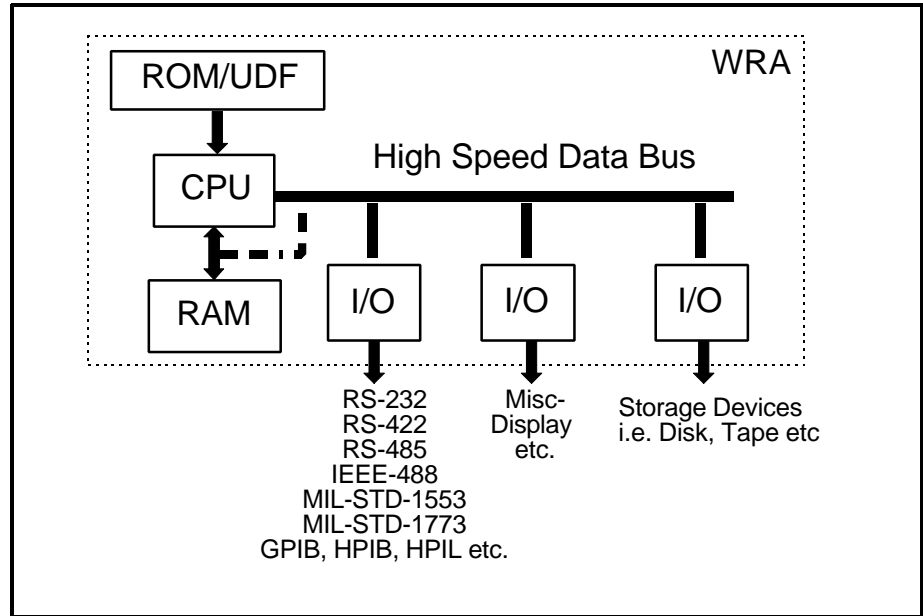 WRA
ROM/UDF
High Speed Data Bus
CPU
RAM
I/O
I/O
I/O
RS-232
RS-422
RS-485
IEEE-488
MIL-STD-1553
MIL-STD-1773
GPIB, HPIB, HPIL etc.
Misc-
Display
etc.
Storage Devices
i.e. Disk, Tape etc